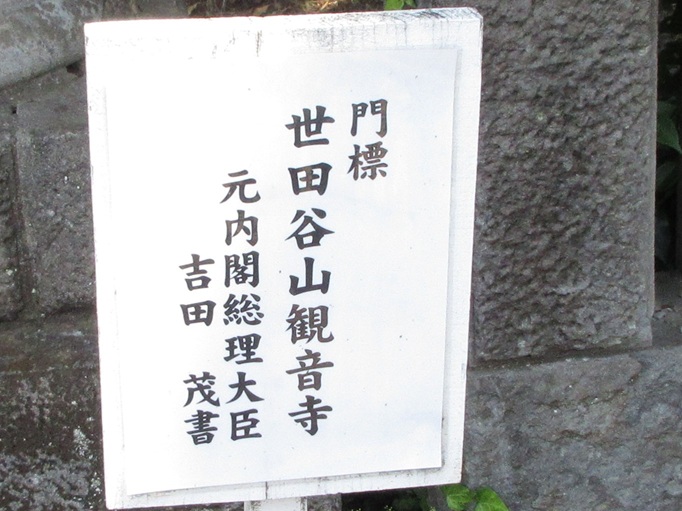 門標
世田谷山観音寺
元内閣総理大臣
吉田 茂書